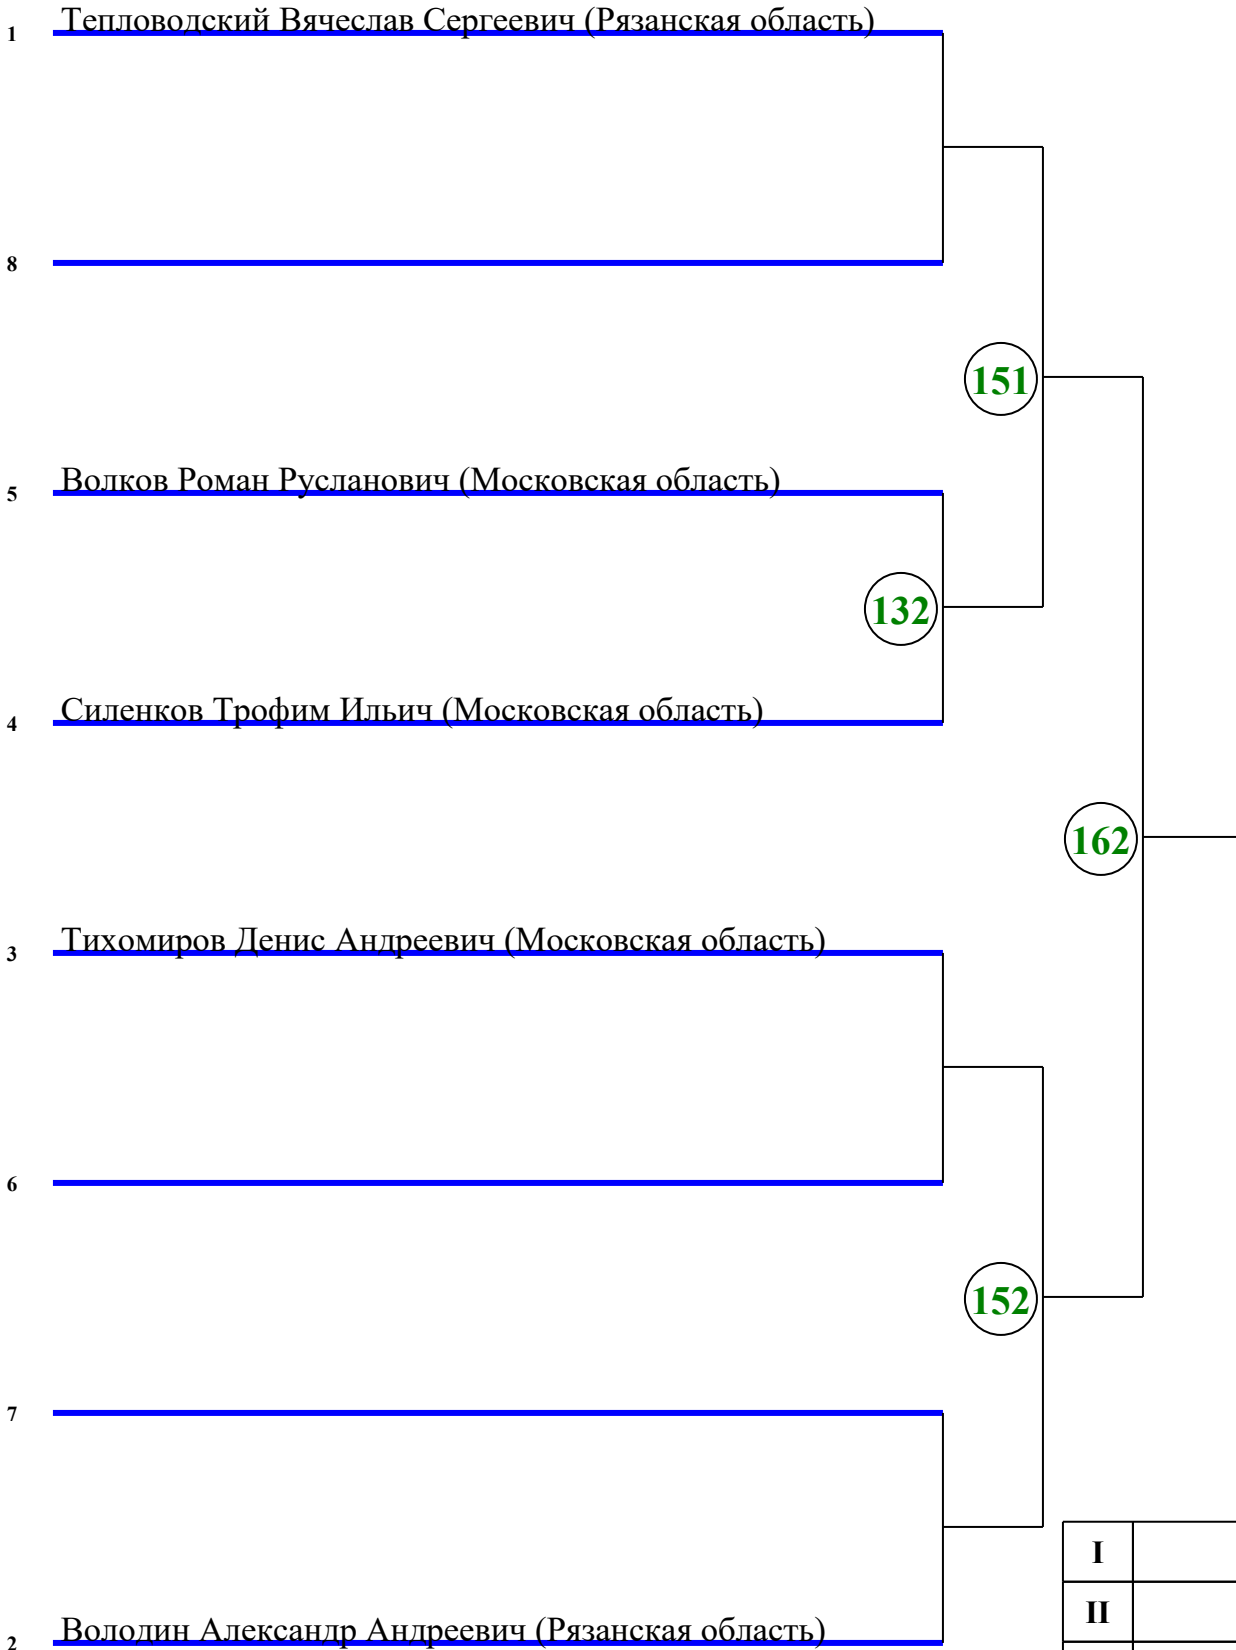 1 Тепловодский Вячеслав Сергеевич (Рязанская область)
8
151
5 Волков Роман Русланович (Московская область)
132
4 Силенков Трофим Ильич (Московская область)
162
3 Тихомиров Денис Андреевич (Московская область)
6
152
7
I
II
2 Володин Александр Андреевич (Рязанская область)